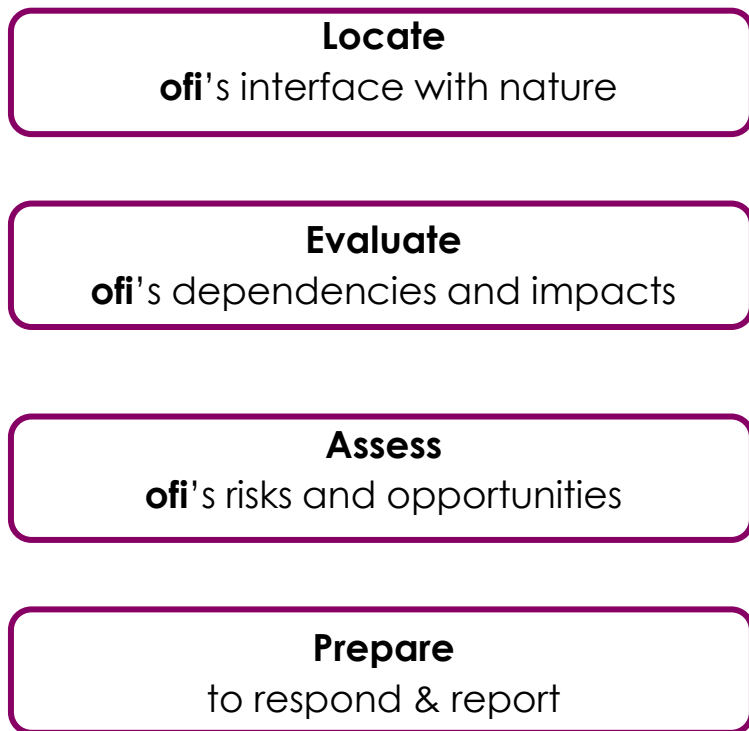 Locate
ofi's interface with nature
Evaluate
ofi's dependencies and impacts
Assess
ofi's risks and opportunities
Prepare
to respond & report